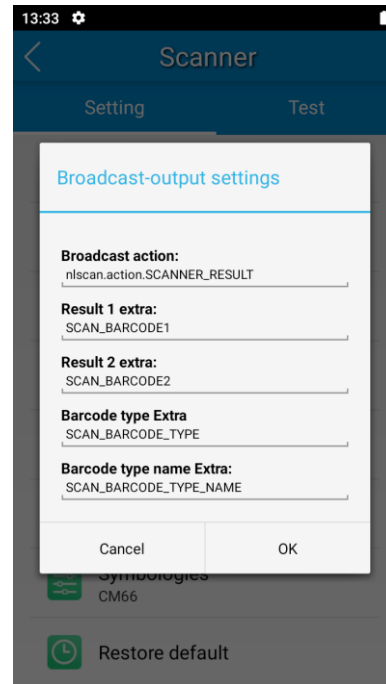 13:33
Scanner
Setting Test
Broadcast-output settings
Broadcast action:
nlscan.action.SCANNER_RESULT
Result 1 extra:
SCAN_BARCODE1
Result 2 extra:
SCAN_BARCODE2
Barcode type Extra
SCAN_BARCODE_TYPE
Barcode type name Extra:
SCAN_BARCODE_TYPE_NAME
Cancel OK
Symbologies
CM66
Restore default